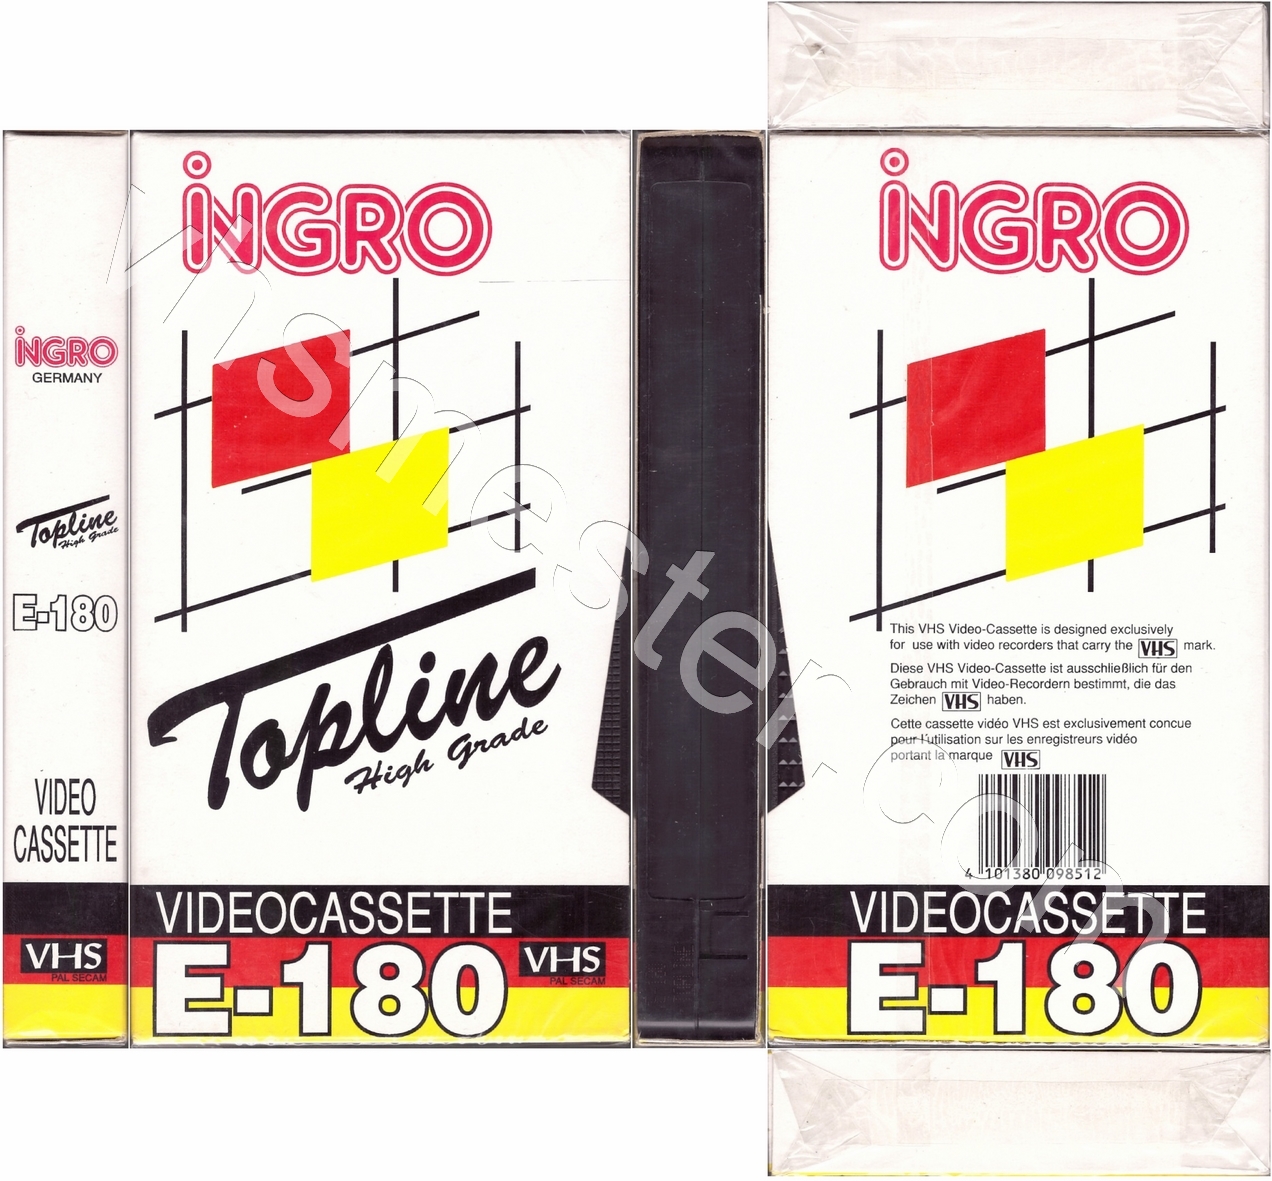 iNGRO
GERMANY
Topline
High Grade
E-180
VIDEO
CASSETTE
VHS
PAL SECAM
iNGRO
Topline
High Grade
VIDEOCASSETTE
E-180
VHS
PAL SECAM
iNGRO
This VHS Video-Cassette is designed exclusively
for use with video recorders that carry the VHS mark.
Diese VHS Video-Cassette ist ausschließlich für den
Gebrauch mit Video-Recordern bestimmt, die das
Zeichen VHS haben.
Cette cassette vidéo VHS est exclusivement concue
pour l'utilisation sur les enregistreurs vidéo
portant la marque VHS
4 101380 098512
VIDEOCASSETTE
E-180
vhsmester.com